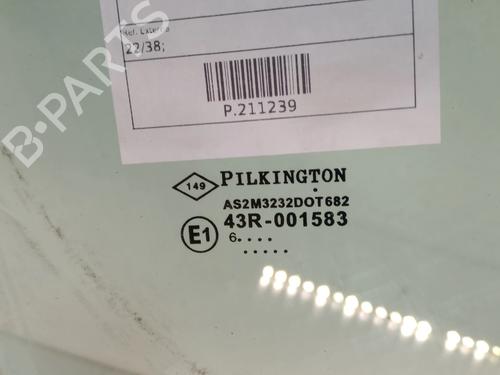 Ref. Externa
22/38;
P.211239
B-PARTS
149 PILKINGTON
AS2M3232DOT682
E1 43R-001583
6....
.....